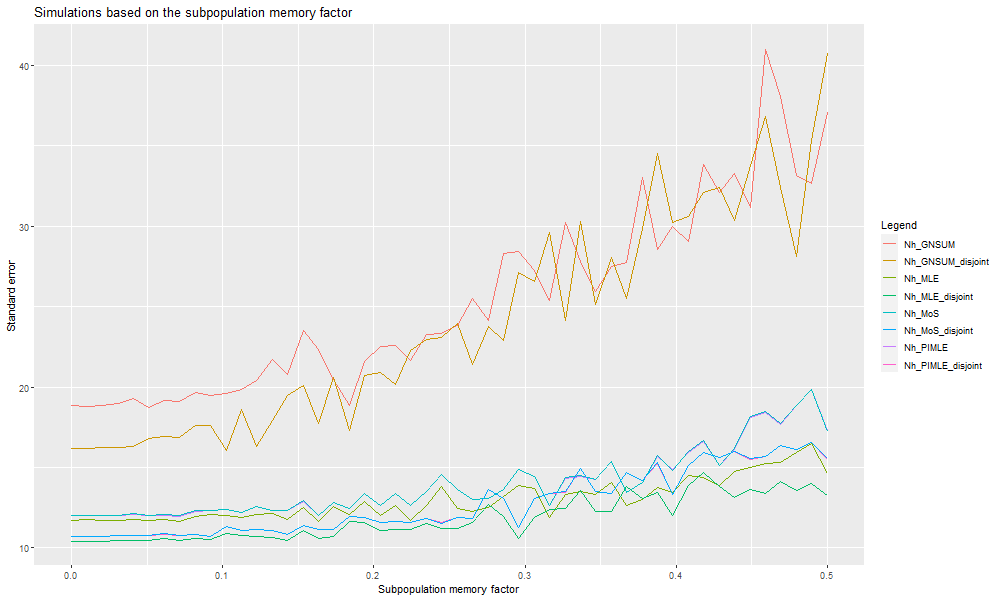 Simulations based on the subpopulation memory factor
Standard error
40
30
20
10
0.0
0.1
0.2
0.3
0.4
0.5
Subpopulation memory factor
Legend
Nh_GNSUM
Nh_GNSUM_disjoint
Nh_MLE
Nh_MLE_disjoint
Nh_MoS
Nh_MoS_disjoint
Nh_PIMLE
Nh_PIMLE_disjoint